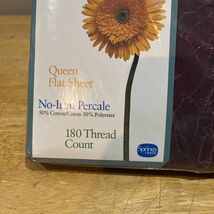 Queen
Flat Sheet
No-Iron Percale
50% Cotton/Coton 50% Polyester
180 Thread
Count
Springs